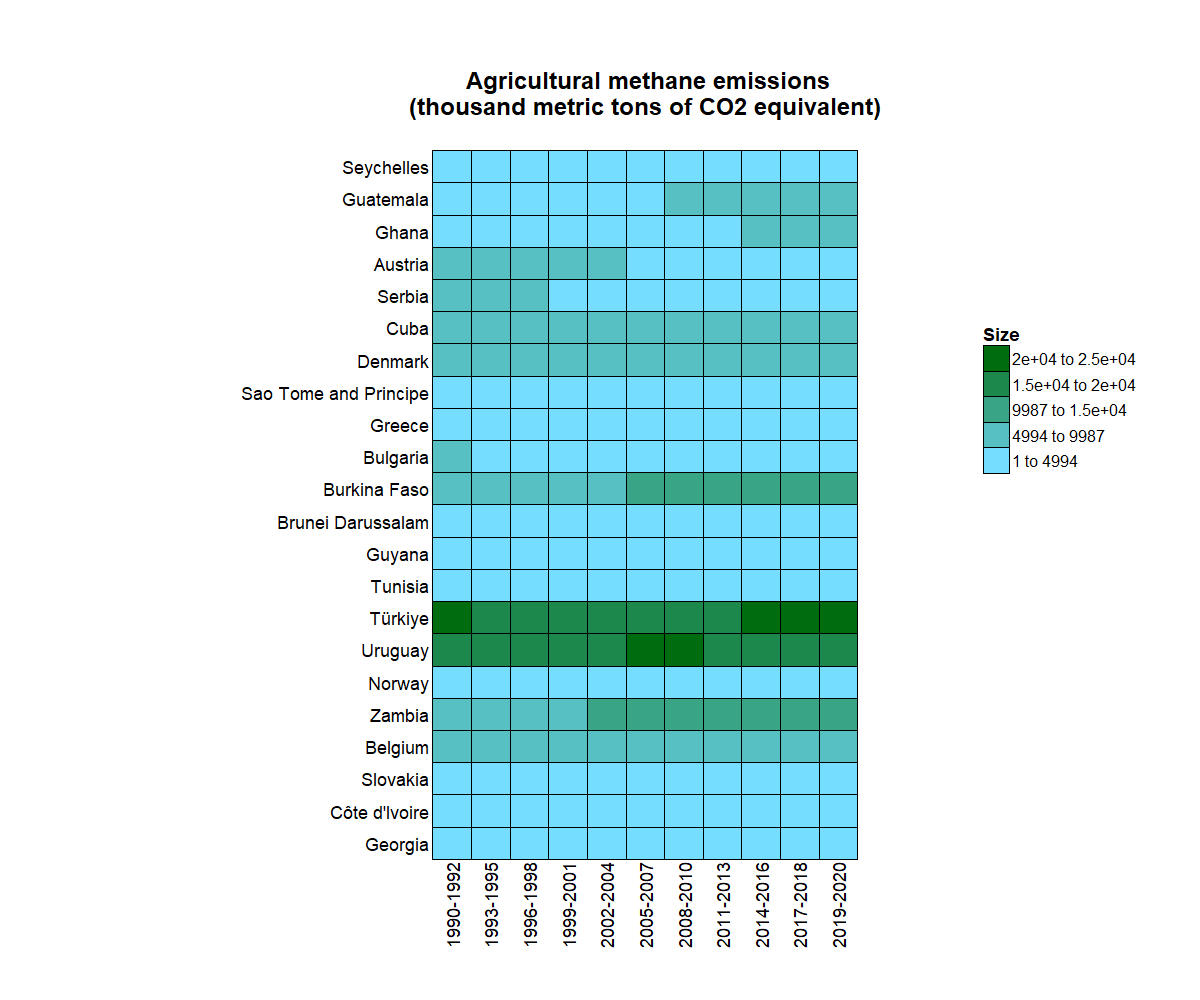 Agricultural methane emissions
(thousand metric tons of CO2 equivalent)
Seychelles
Guatemala
Ghana
Austria
Serbia
Cuba
Denmark
Sao Tome and Principe
Greece
Bulgaria
Burkina Faso
Brunei Darussalam
Guyana
Tunisia
Türkiye
Uruguay
Norway
Zambia
Belgium
Slovakia
Côte d'Ivoire
Georgia
1990-1992
1993-1995
1996-1998
1999-2001
2002-2004
2005-2007
2008-2010
2011-2013
2014-2016
2017-2018
2019-2020
Size
2e+04 to 2.5e+04
1.5e+04 to 2e+04
9987 to 1.5e+04
4994 to 9987
1 to 4994